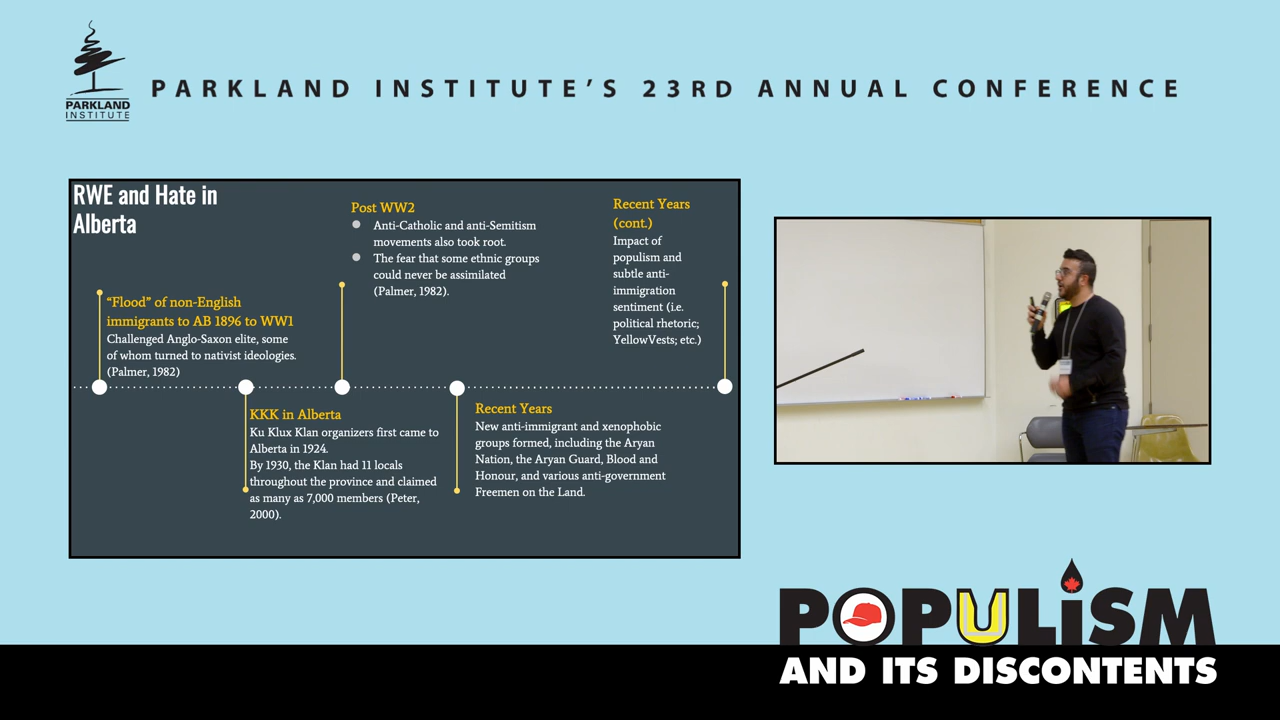 PARKLAND
INSTITUTE
PARKLAND INSTITUTE'S 23RD ANNUAL CONFERENCE
RWE and Hate in
Alberta
"Flood" of non-English
immigrants to AB 1896 to WW1
Challenged Anglo-Saxon elite, some
of whom turned to nativist ideologies.
(Palmer, 1982)
KKK in Alberta
Ku Klux Klan organizers first came to
Alberta in 1924.
By 1930, the Klan had 11 locals
throughout the province and claimed
as many as 7,000 members (Peter,
2000).
Post WW2
● Anti-Catholic and anti-Semitism
movements also took root.
● The fear that some ethnic groups
could never be assimilated
(Palmer, 1982).
Recent Years
New anti-immigrant and xenophobic
groups formed, including the Aryan
Nation, the Aryan Guard, Blood and
Honour, and various anti-government
Freemen on the Land.
Recent Years
(cont.)
Impact of
populism and
subtle anti-
immigration
sentiment (i.e.
political rhetoric;
YellowVests; etc.)
POPULiSM
AND ITS DISCONTENTS